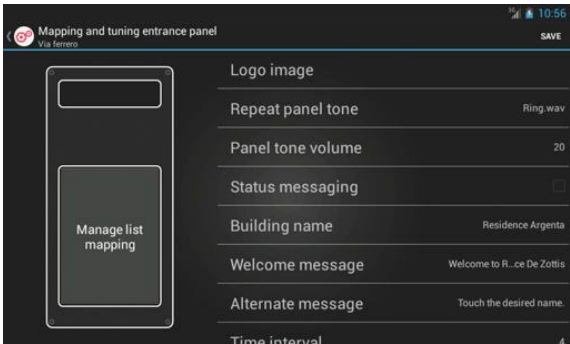 3G 10:56
Mapping and tuning entrance panel
Via ferrero
SAVE
Logo image
Repeat panel tone Ring.wav
Panel tone volume 20
Status messaging
Building name Residence Argenta
Manage list
mapping
Welcome message Welcome to R...ce De Zottis
Alternate message Touch the desired name.
Time interval 4